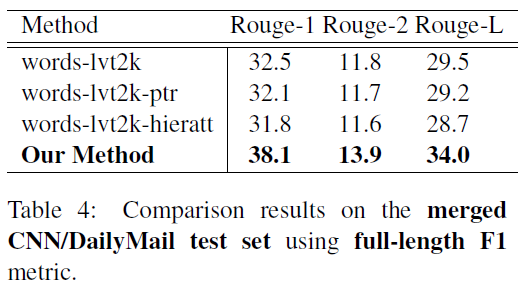 Method Rouge-1 Rouge-2 Rouge-L
words-lvt2k 32.5 11.8 29.5
words-lvt2k-ptr 32.1 11.7 29.2
words-lvt2k-hieratt 31.8 11.6 28.7
Our Method 38.1 13.9 34.0
Table 4: Comparison results on the merged
CNN/DailyMail test set using full-length F1
metric.